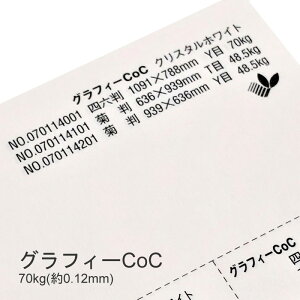 グラフィーCoC クリスタルホワイト
NO.070114001 四六判 1091×788mm T目 70kg
NO.070114101 菊 判 636×939mm Y目 48.5kg
NO.070114201 菊 判 939×636mm T目 48.5kg
グラフィーCoC
70kg(約0.12mm)
グラフィーCoC
四